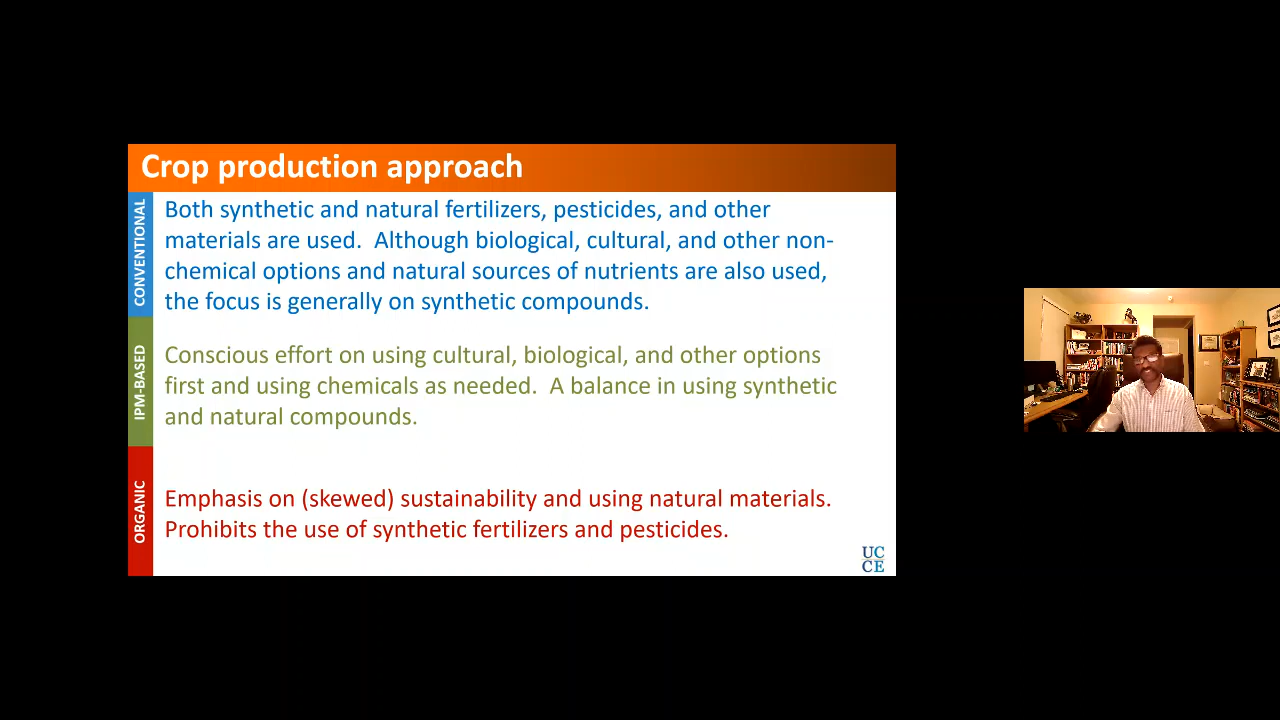 Crop production approach
CONVENTIONAL
Both synthetic and natural fertilizers, pesticides, and other
materials are used.  Although biological, cultural, and other non-
chemical options and natural sources of nutrients are also used,
the focus is generally on synthetic compounds.
IPM-BASED
Conscious effort on using cultural, biological, and other options
first and using chemicals as needed.  A balance in using synthetic
and natural compounds.
ORGANIC
Emphasis on (skewed) sustainability and using natural materials.
Prohibits the use of synthetic fertilizers and pesticides.
UC
CE